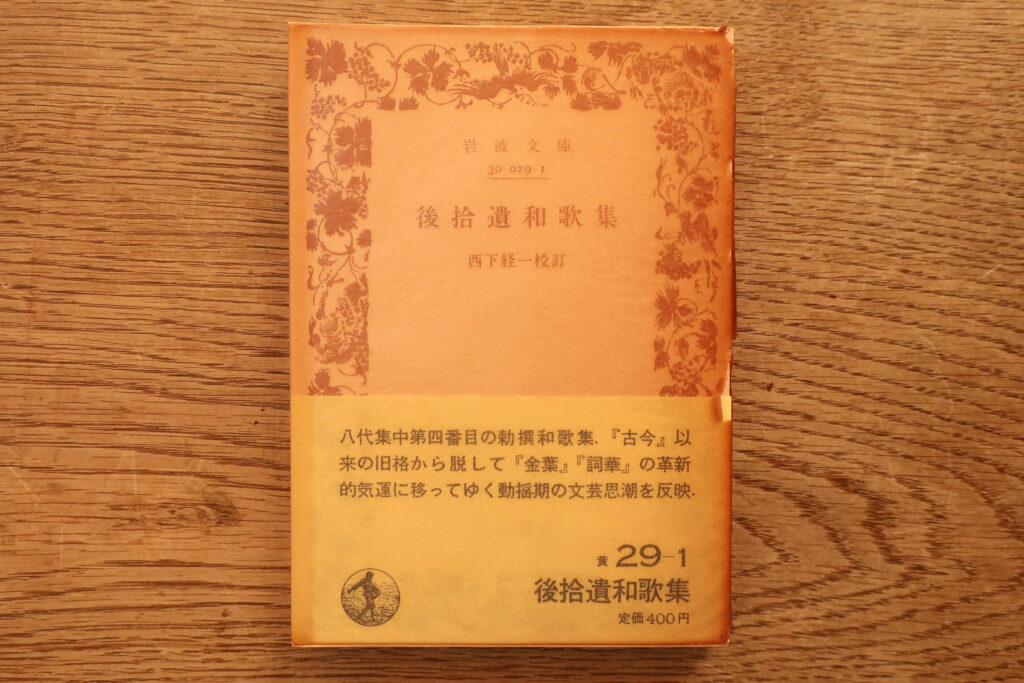 岩波文庫
30-029-1
後拾遺和歌集
西下経一校訂
八代集中第四番目の勅撰和歌集.『古今』以
来の旧格から脱して『金葉』『詞華』の革新
的気運に移ってゆく動揺期の文芸思潮を反映.
黄 29-1
後拾遺和歌集
定価400円